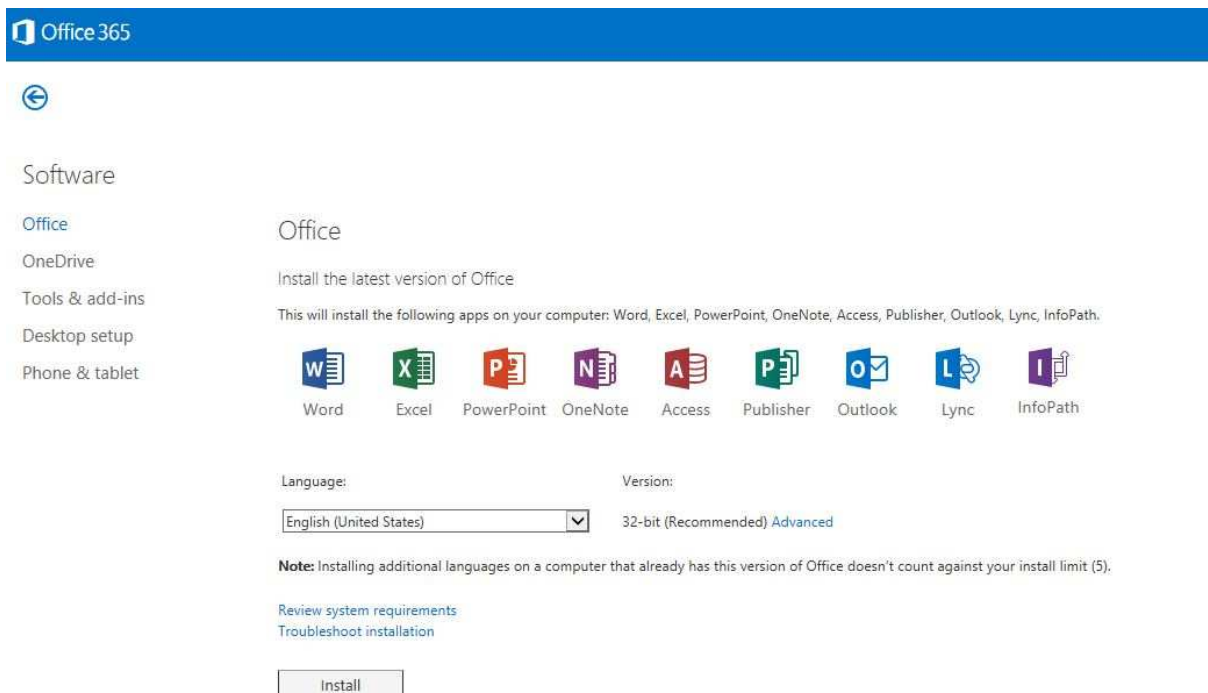 Office 365
Software
Office
OneDrive
Tools & add-ins
Desktop setup
Phone & tablet
Office
Install the latest version of Office
This will install the following apps on your computer: Word, Excel, PowerPoint, OneNote, Access, Publisher, Outlook, Lync, InfoPath.
Word Excel PowerPoint OneNote Access Publisher Outlook Lync InfoPath
Language: Version:
English (United States) 32-bit (Recommended) Advanced
Note: Installing additional languages on a computer that already has this version of Office doesn't count against your install limit (5).
Review system requirements
Troubleshoot installation
Install